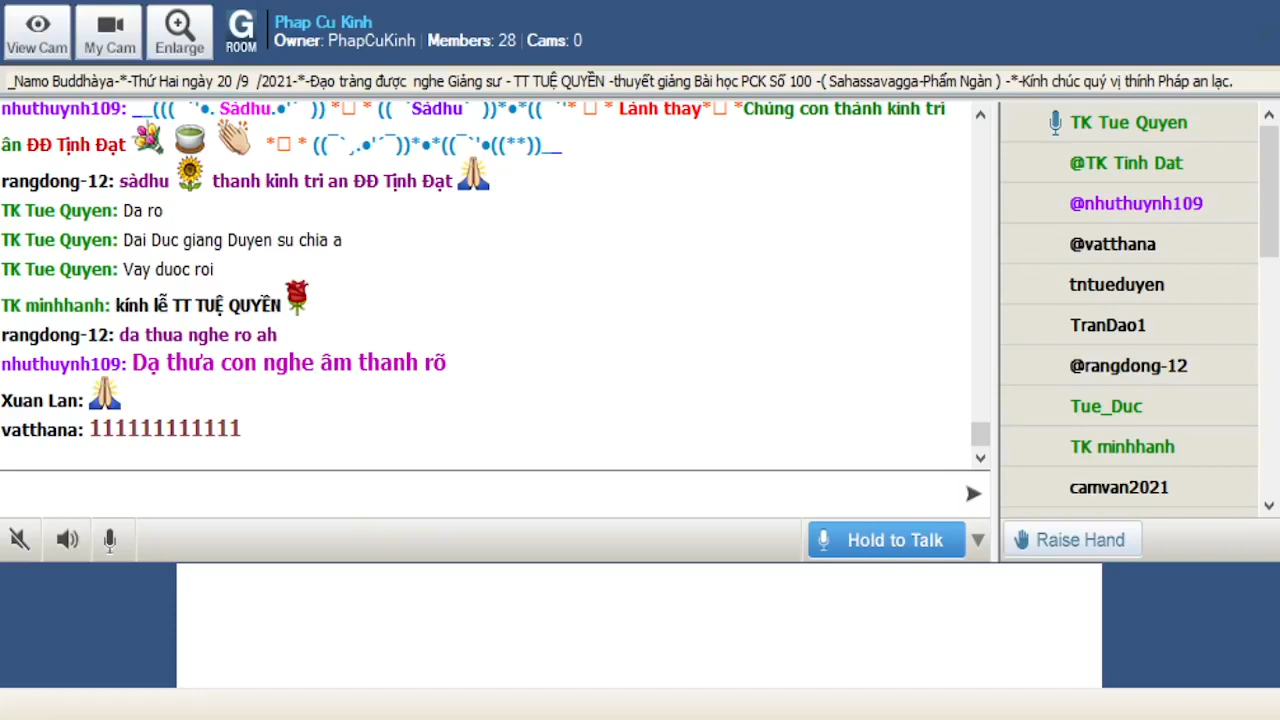 View Cam
My Cam
Enlarge
G
ROOM
Phap Cu Kinh
Owner: PhapCuKinh | Members: 28 | Cams: 0
_Namo Buddhàya-*-Thứ Hai ngày 20 /9 /2021-*-Đạo tràng được nghe Giảng sư - TT TUỆ QUYỀN -thuyết giảng Bài học PCK Số 100 -( Sahassavagga-Phẩm Ngàn ) -*-Kính chúc quý vị thính Pháp an lạc.
nhuthuynh109: __((( ¯`'•. Sàdhu.•'´¯)) *□ * (( ¯`Sàdhu´¯))*•*((¯`'* □ * Lành thay*□ *Chúng con thành kính tri
ân ĐĐ Tịnh Đạt *□ * ((¯`¸.•'´¯))*•*((¯`'•((**))__
rangdong-12: sàdhu thanh kinh tri an ĐĐ Tịnh Đạt
TK Tue Quyen: Da ro
TK Tue Quyen: Dai Duc giang Duyen su chia a
TK Tue Quyen: Vay duoc roi
TK minhhanh: kính lễ TT TUỆ QUYỀN
rangdong-12: da thua nghe ro ah
nhuthuynh109: Dạ thưa con nghe âm thanh rõ
Xuan Lan:
vatthana: 111111111111
Hold to Talk
TK Tue Quyen
@TK Tinh Dat
@nhuthuynh109
@vatthana
tntueduyen
TranDao1
@rangdong-12
Tue_Duc
TK minhhanh
camvan2021
Raise Hand